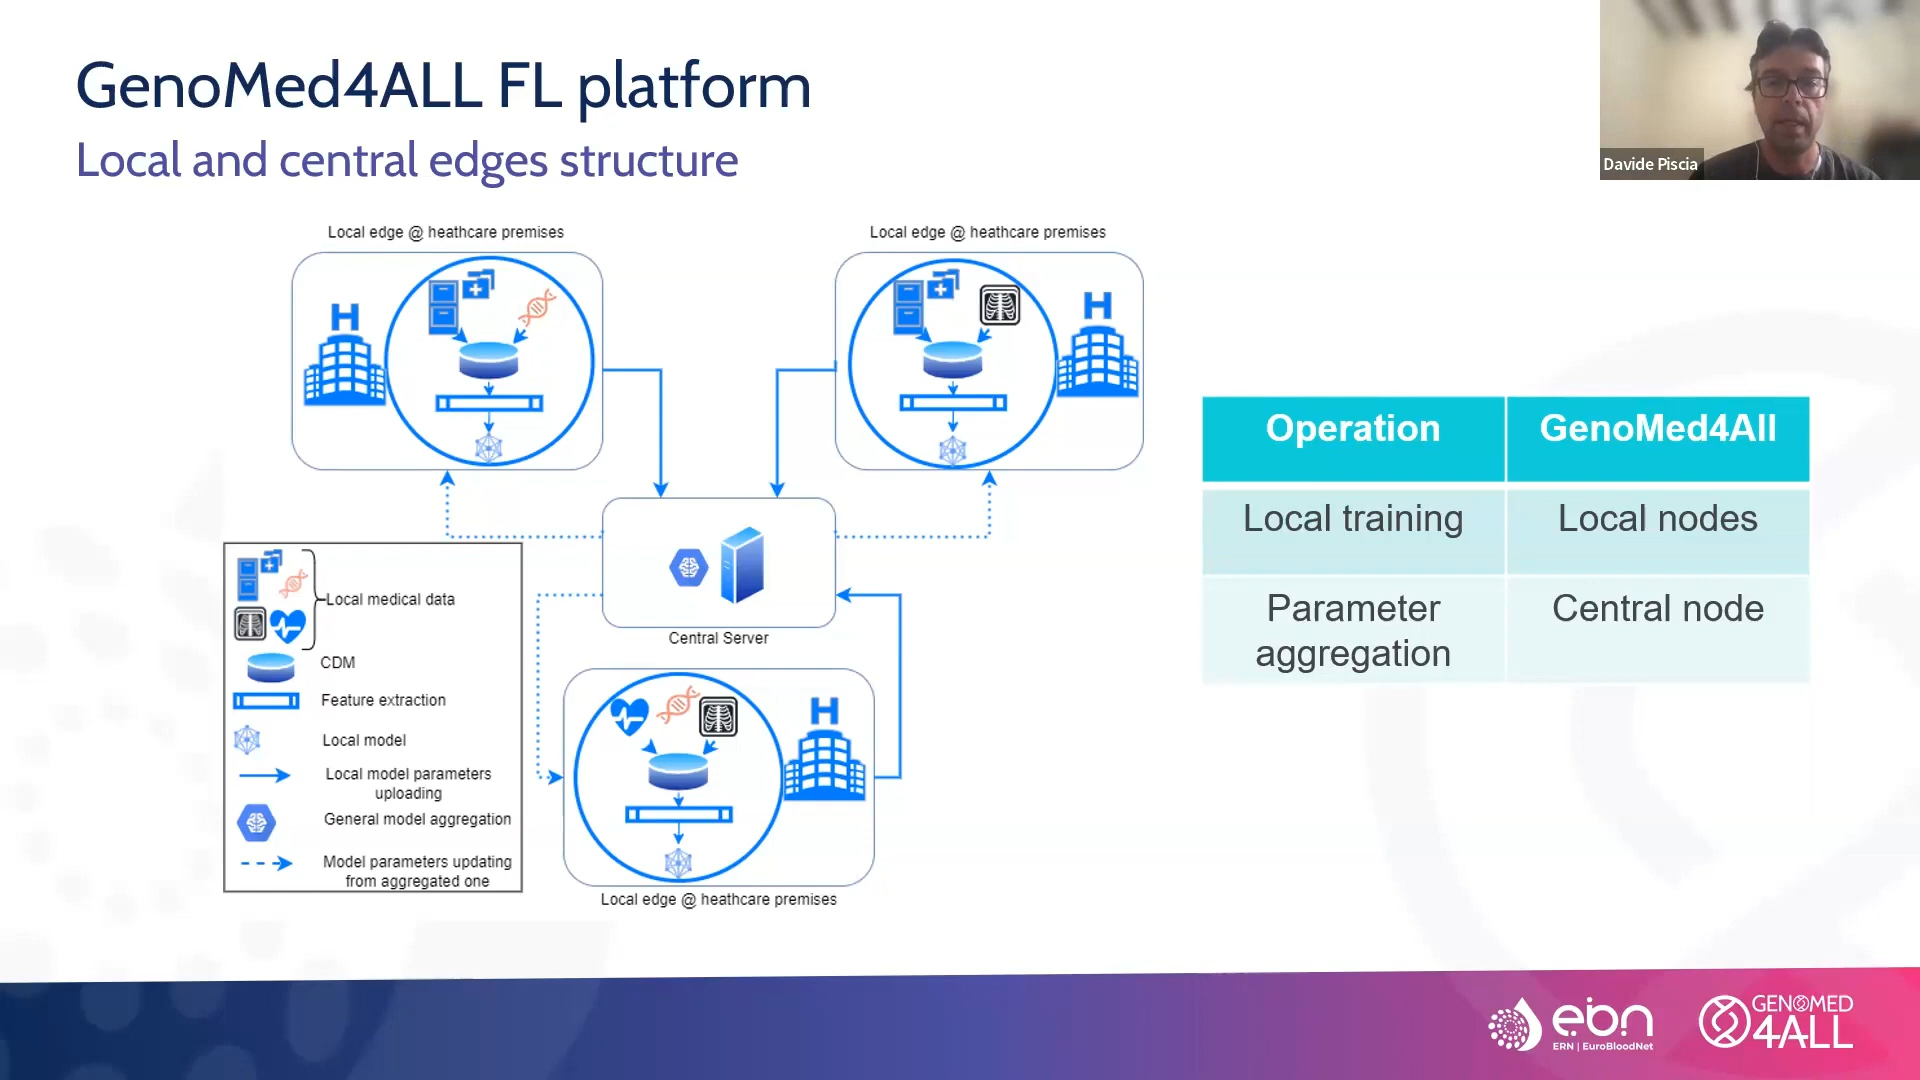 GenoMed4ALL FL platform
Local and central edges structure
Davide Piscia
Local edge @ heathcare premises
Local edge @ heathcare premises
H
H
Central Server
H
Local edge @ heathcare premises
Local medical data
CDM
Feature extraction
Local model
Local model parameters
uploading
General model aggregation
Model parameters updating
from aggregated one
Operation
GenoMed4All
Local training
Local nodes
Parameter
aggregation
Central node
ebn
ERN | EuroBloodNet
GENOMED
4ALL